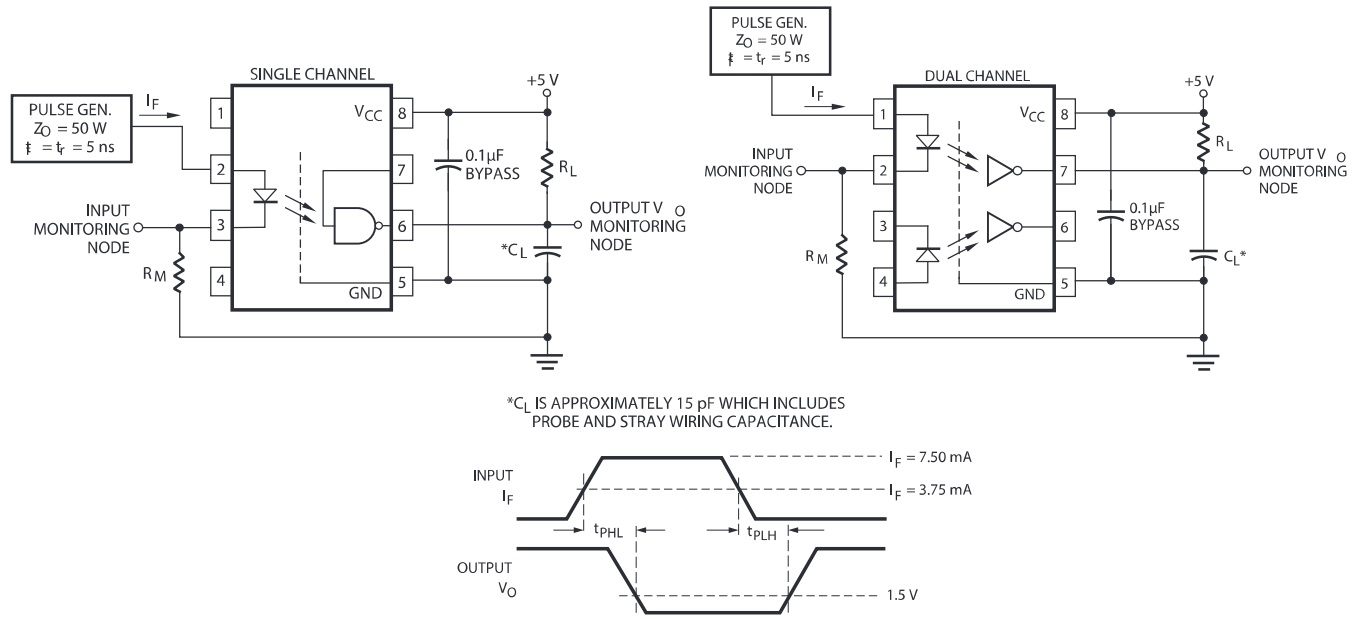 PULSE GEN.
Z_O = 50 W
t_f = t_r = 5 ns
SINGLE CHANNEL
I_F
+5 V
1
V_CC
8
2
7
0.1µF
BYPASS
R_L
INPUT
MONITORING
NODE
3
6
OUTPUT V_O
MONITORING
NODE
*C_L
R_M
4
GND
5
PULSE GEN.
Z_O = 50 W
t_f = t_r = 5 ns
DUAL CHANNEL
I_F
+5 V
1
V_CC
8
R_L
INPUT
MONITORING
NODE
2
7
OUTPUT V_O
MONITORING
NODE
0.1µF
BYPASS
3
6
R_M
C_L*
4
GND
5
*C_L IS APPROXIMATELY 15 pF WHICH INCLUDES
PROBE AND STRAY WIRING CAPACITANCE.
INPUT
I_F
I_F = 7.50 mA
I_F = 3.75 mA
t_PHL
t_PLH
OUTPUT
V_O
1.5 V